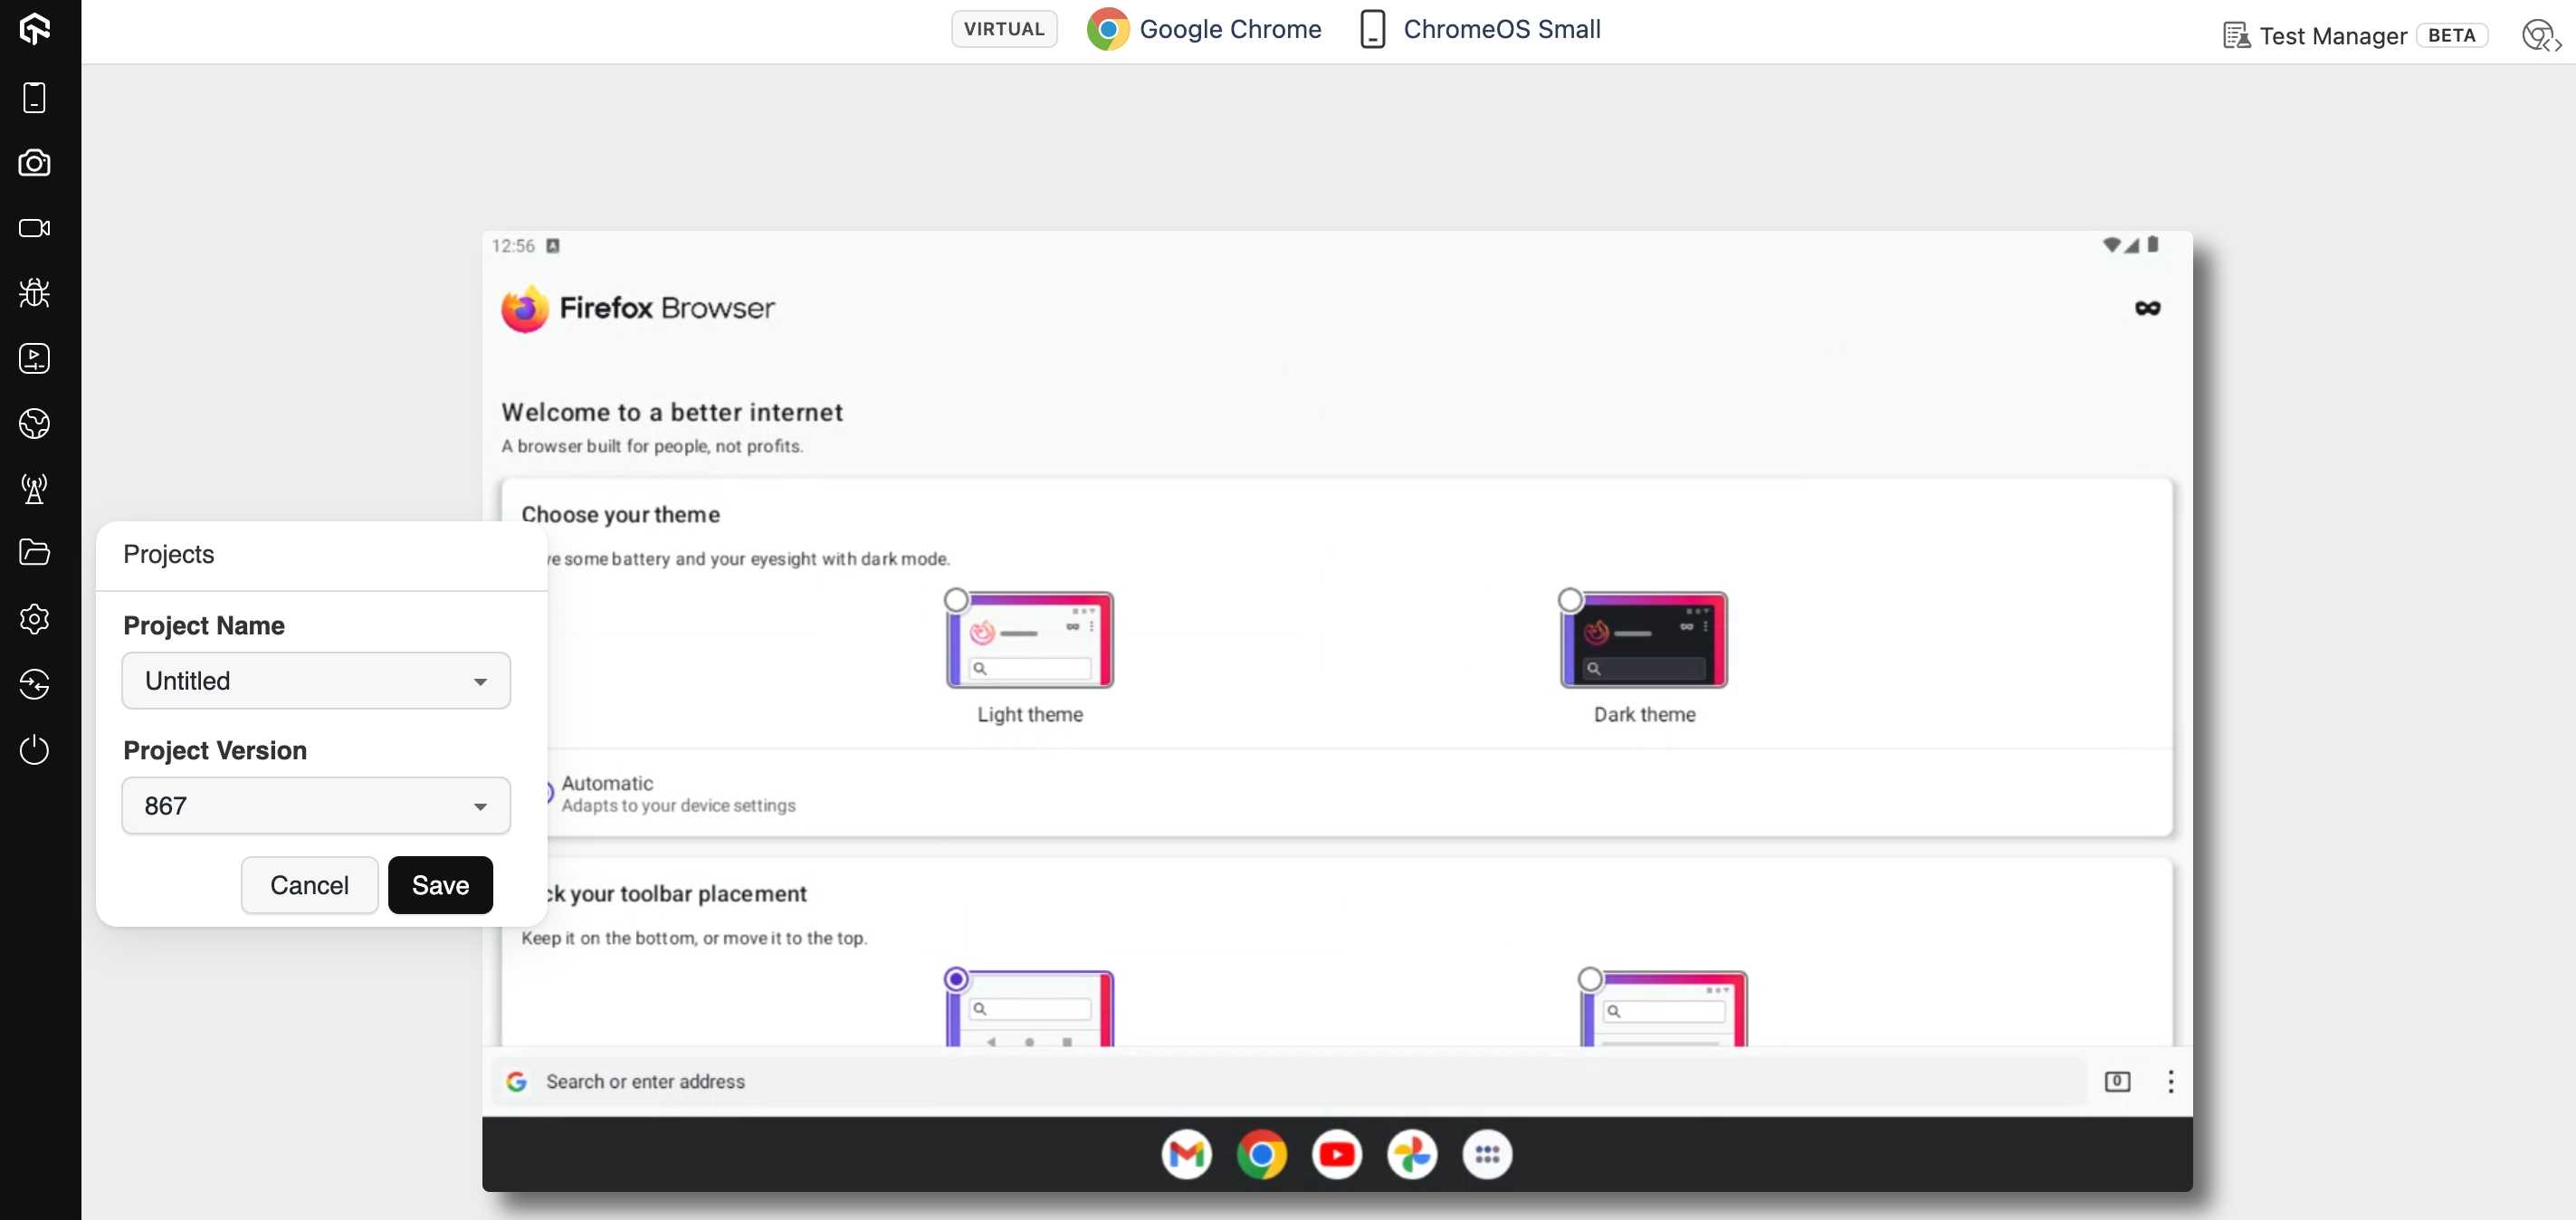 VIRTUAL Google Chrome ChromeOS Small
Test Manager BETA
12:56
Firefox Browser
Welcome to a better internet
A browser built for people, not profits.
Choose your theme
some battery and your eyesight with dark mode.
Light theme
Dark theme
Automatic
Adapts to your device settings
your toolbar placement
Keep it on the bottom, or move it to the top.
Search or enter address
0
Projects
Project Name
Untitled
Project Version
867
Cancel
Save